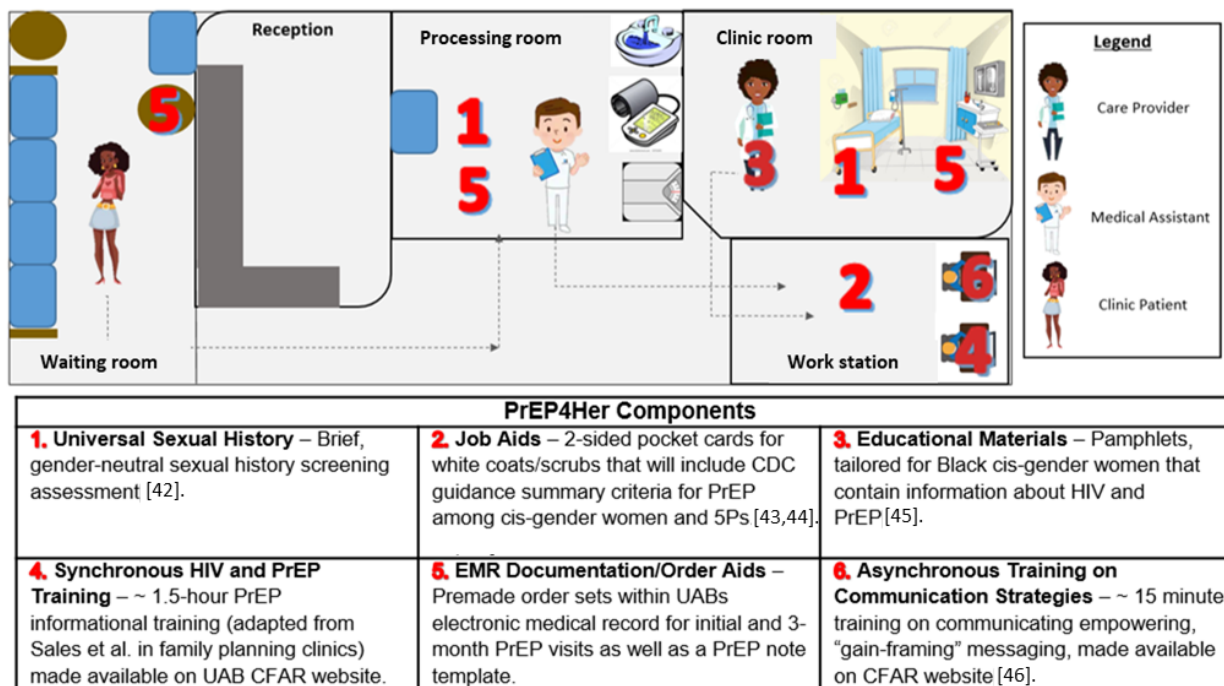 Reception
Processing room
Clinic room
Legend
5
1
5
3
1
5
Care Provider
Medical Assistant
2
6
4
Clinic Patient
Waiting room
Work station
PrEP4Her Components
1. Universal Sexual History – Brief,
gender-neutral sexual history screening
assessment [42].
2. Job Aids – 2-sided pocket cards for
white coats/scrubs that will include CDC
guidance summary criteria for PrEP
among cis-gender women and 5Ps [43,44].
3. Educational Materials – Pamphlets,
tailored for Black cis-gender women that
contain information about HIV and
PrEP [45].
4. Synchronous HIV and PrEP
Training – ~ 1.5-hour PrEP
informational training (adapted from
Sales et al. in family planning clinics)
made available on UAB CFAR website.
5. EMR Documentation/Order Aids –
Premade order sets within UABs
electronic medical record for initial and 3-
month PrEP visits as well as a PrEP note
template.
6. Asynchronous Training on
Communication Strategies – ~ 15 minute
training on communicating empowering,
“gain-framing” messaging, made available
on CFAR website [46].